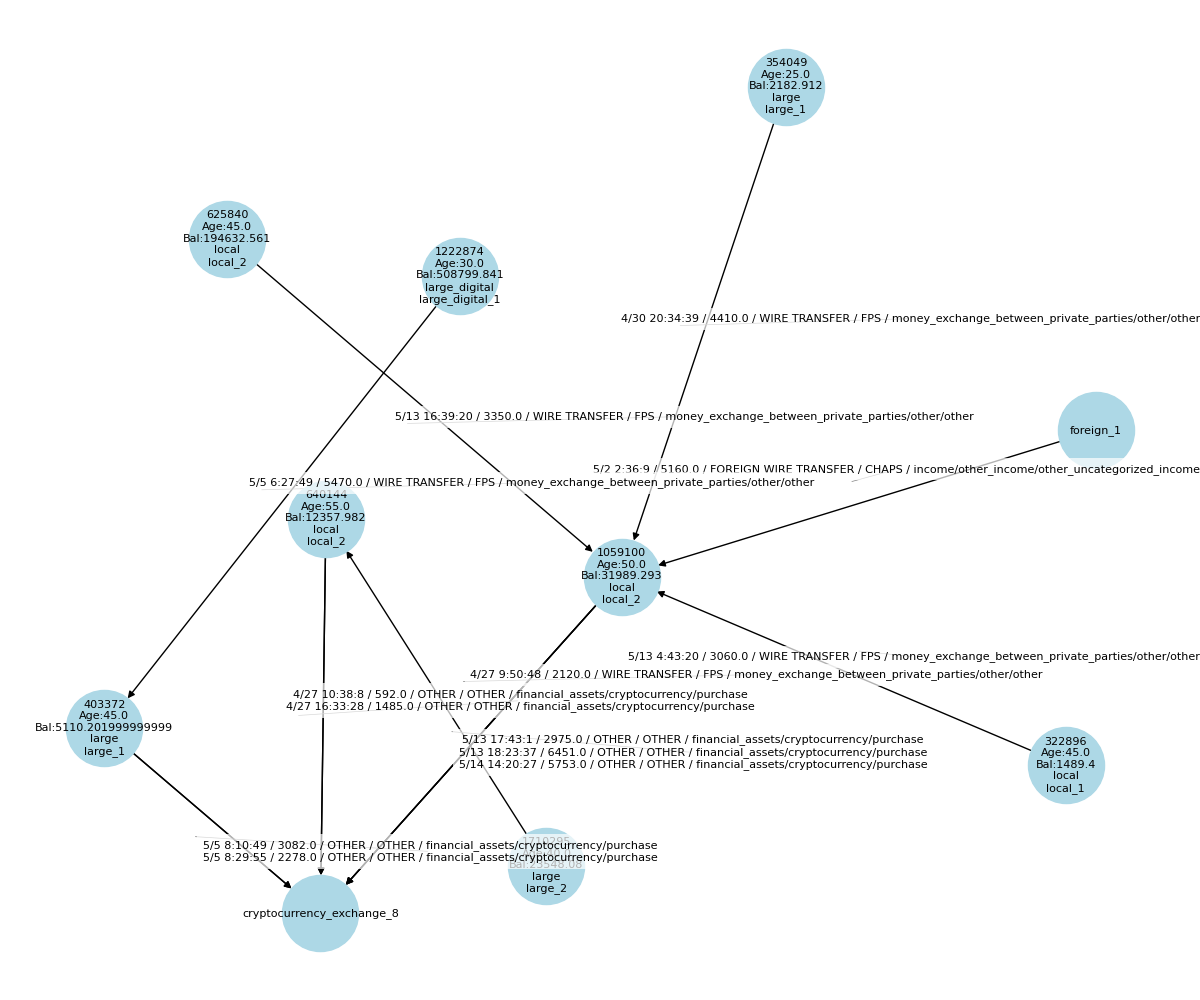 354049
Age:25.0
Bal:2182.912
large
large_1
625840
Age:45.0
Bal:194632.561
local
local_2
1222874
Age:30.0
Bal:508799.841
large_digital
large_digital_1
4/30 20:34:39 / 4410.0 / WIRE TRANSFER / FPS / money_exchange_between_private_parties/other/other
5/13 16:39:20 / 3350.0 / WIRE TRANSFER / FPS / money_exchange_between_private_parties/other/other
foreign_1
5/2 2:36:9 / 5160.0 / FOREIGN WIRE TRANSFER / CHAPS / income/other_income/other_uncategorized_income
5/5 6:27:49 / 5470.0 / WIRE TRANSFER / FPS / money_exchange_between_private_parties/other/other
640144
Age:55.0
Bal:12357.982
local
local_2
1059100
Age:50.0
Bal:31989.293
local
local_2
5/13 4:43:20 / 3060.0 / WIRE TRANSFER / FPS / money_exchange_between_private_parties/other/other
4/27 9:50:48 / 2120.0 / WIRE TRANSFER / FPS / money_exchange_between_private_parties/other/other
4/27 10:38:8 / 592.0 / OTHER / OTHER / financial_assets/cryptocurrency/purchase
4/27 16:33:28 / 1485.0 / OTHER / OTHER / financial_assets/cryptocurrency/purchase
403372
Age:45.0
Bal:5110.201999999999
large
large_1
5/13 17:43:1 / 2975.0 / OTHER / OTHER / financial_assets/cryptocurrency/purchase
5/13 18:23:37 / 6451.0 / OTHER / OTHER / financial_assets/cryptocurrency/purchase
5/14 14:20:27 / 5753.0 / OTHER / OTHER / financial_assets/cryptocurrency/purchase
322896
Age:45.0
Bal:1489.4
local
local_1
5/5 8:10:49 / 3082.0 / OTHER / OTHER / financial_assets/cryptocurrency/purchase
5/5 8:29:55 / 2278.0 / OTHER / OTHER / financial_assets/cryptocurrency/purchase
Bal:25548.08
large
large_2
cryptocurrency_exchange_8